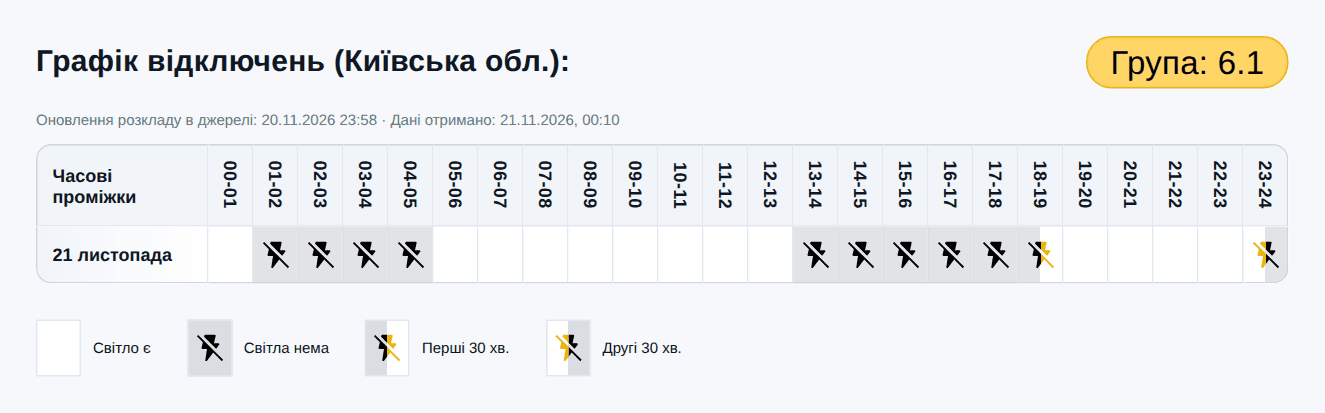 Графік відключень (Київська обл.):
Група: 6.1
Оновлення розкладу в джерелі: 20.11.2026 23:58 · Дані отримано: 21.11.2026, 00:10
Часові
проміжки
00-01
01-02
02-03
03-04
04-05
05-06
06-07
07-08
08-09
09-10
10-11
11-12
12-13
13-14
14-15
15-16
16-17
17-18
18-19
19-20
20-21
21-22
22-23
23-24
21 листопада
Світло є
Світла нема
Перші 30 хв.
Другі 30 хв.